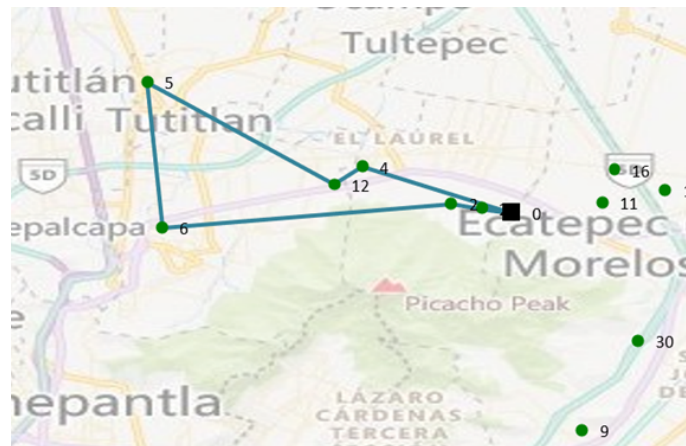 Tultepec
utitlán
5
calli Tutitlan
EL LAUREL
4
5D
12
16
11
epalcapa
6
2
0
Ecatepec
Morelos
Picacho Peak
30
nepantla
LÁZARO
CÁRDENAS
TERCERA
9